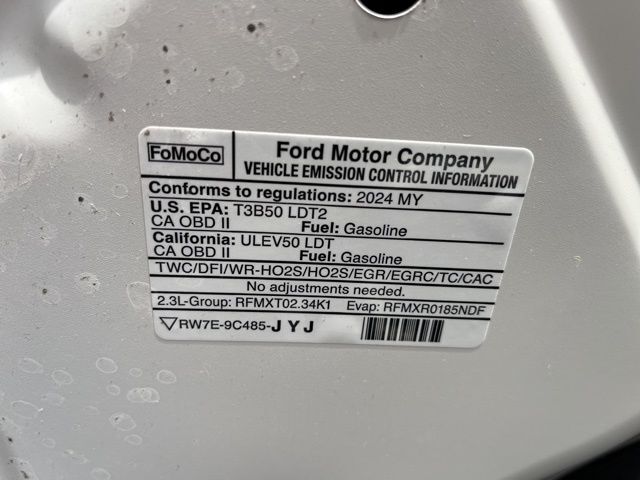 FoMoCo
Ford Motor Company
VEHICLE EMISSION CONTROL INFORMATION
Conforms to regulations: 2024 MY
U.S. EPA: T3B50 LDT2
CA OBD II Fuel: Gasoline
California: ULEV50 LDT
CA OBD II Fuel: Gasoline
TWC/DFI/WR-HO2S/HO2S/EGR/EGRC/TC/CAC
No adjustments needed.
2.3L-Group: RFMXT02.34K1 Evap: RFMXR0185NDF
RW7E-9C485-JYJ